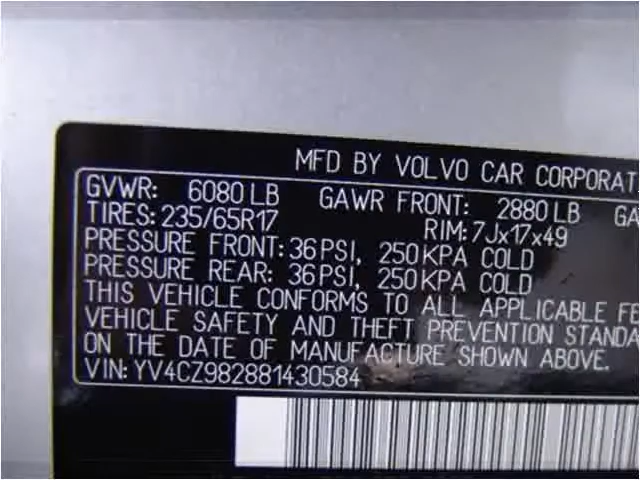 MFD BY VOLVO CAR CORPORAT
GVWR: 6080 LB GAWR FRONT: 2880 LB GA
TIRES: 235/65R17 RIM: 7Jx17x49
PRESSURE FRONT: 36 PSI, 250 KPA COLD
PRESSURE REAR: 36 PSI, 250 KPA COLD
THIS VEHICLE CONFORMS TO ALL APPLICABLE FE
VEHICLE SAFETY AND THEFT PREVENTION STANDA
ON THE DATE OF MANUFACTURE SHOWN ABOVE.
VIN: YV4CZ982881430584